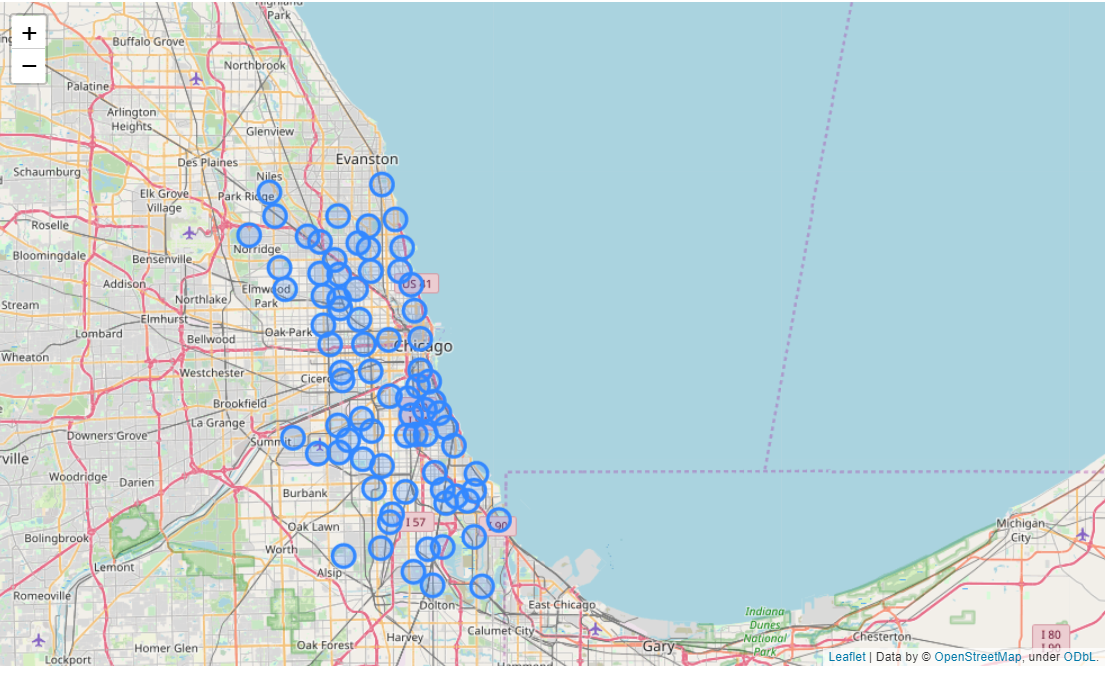 Highland
Park
+
Buffalo Grove
−
Northbrook
Palatine
Arlington
Heights
Glenview
Evanston
Des Plaines
Schaumburg
Niles
Elk Grove
Village
Park Ridge
Roselle
Norridge
Bloomingdale
Bensenville
Addison
US 41
Elmwood
Park
Northlake
Stream
Elmhurst
Oak Park
Lombard
Bellwood
Chicago
Wheaton
Westchester
Cicero
Brookfield
La Grange
Downers Grove
Summit
rville
Woodridge
Darien
Burbank
I 57
I 90
Oak Lawn
Michigan
City
Bolingbrook
Worth
Lemont
Alsip
Romeoville
Dolton
East Chicago
Indiana
Dunes
National
Park
Calumet City
Harvey
Chesterton
I 80
I 90
Oak Forest
Homer Glen
Gary
Lockport
Hammond
Leaflet | Data by © OpenStreetMap, under ODbL.